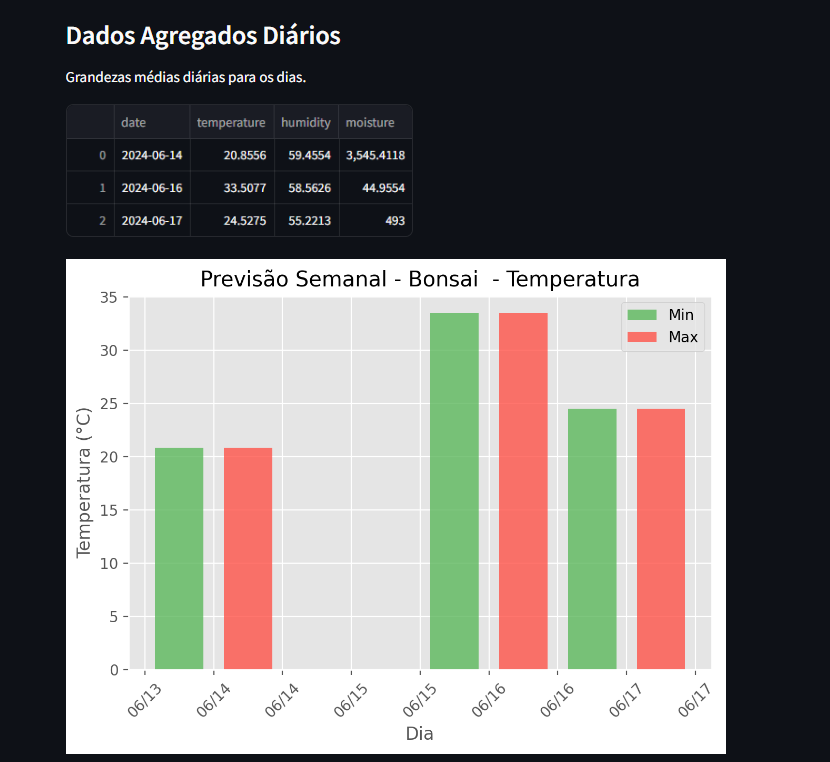 Dados Agregados Diários
Grandezas médias diárias para os dias.
date temperature humidity moisture
0 2024-06-14 20.8556 59.4554 3,545.4118
1 2024-06-16 33.5077 58.5626 44.9554
2 2024-06-17 24.5275 55.2213 493
Previsão Semanal - Bonsai  - Temperatura
Min
Max
35
30
25
20
15
10
5
0
Temperatura (°C)
06/13 06/14 06/14 06/15 06/15 06/16 06/16 06/17 06/17
Dia